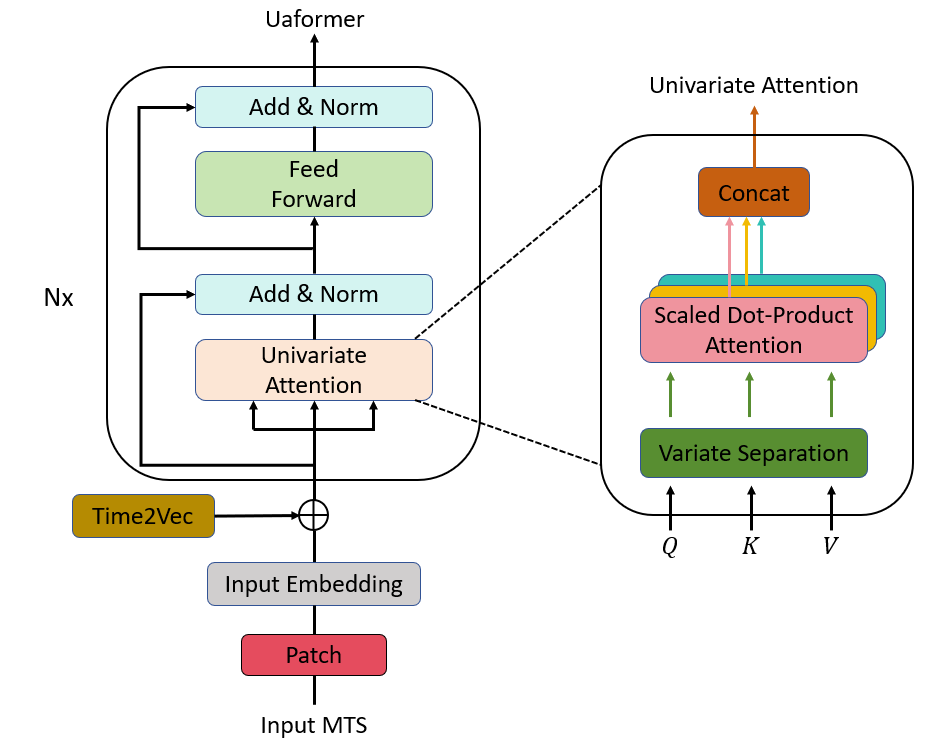 Uaformer
Add & Norm
Feed
Forward
Nx
Add & Norm
Univariate
Attention
Time2Vec
Input Embedding
Patch
Input MTS
Univariate Attention
Concat
Scaled Dot-Product
Attention
Variate Separation
Q K V